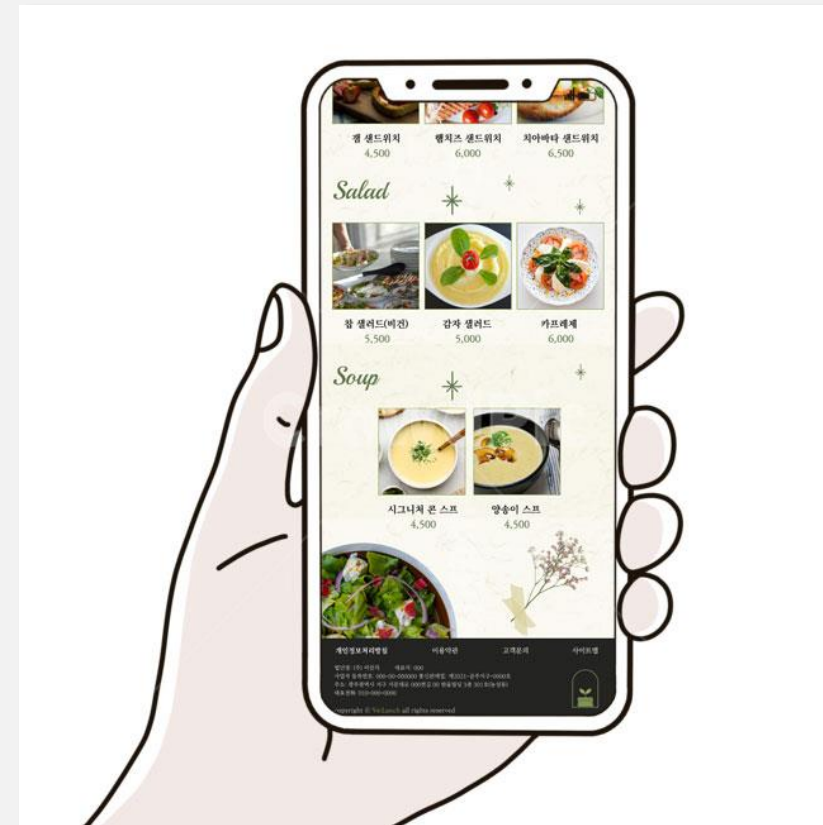 잼 샌드위치 햄치즈 샌드위치 치아바타 샌드위치
4,500 6,000 6,500
Salad
참 샐러드(비건) 감자 샐러드 카프레제
5,500 5,000 6,000
Soup
시그니처 콘 스프 양송이 스프
4,500 4,500
개인정보처리방침 이용약관 고객문의 사이트맵
all rights reserved